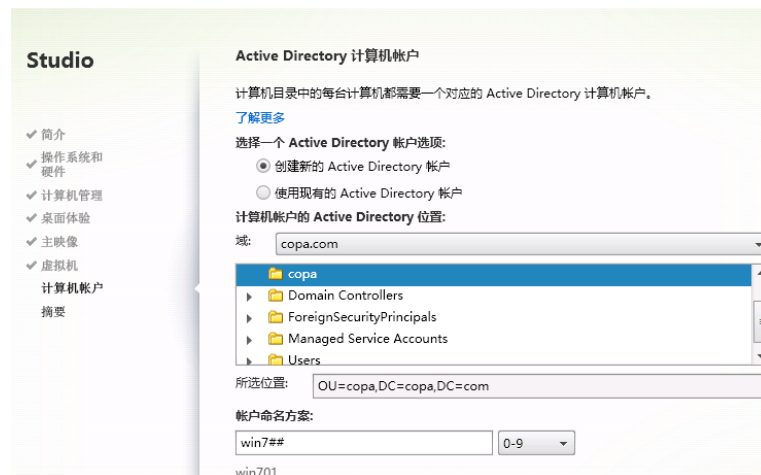 Studio
简介
操作系统和
硬件
计算机管理
桌面体验
主映像
虚拟机
计算机帐户
摘要
Active Directory 计算机帐户
计算机目录中的每台计算机都需要一个对应的 Active Directory 计算机帐户。
了解更多
选择一个 Active Directory 帐户选项:
创建新的 Active Directory 帐户
使用现有的 Active Directory 帐户
计算机帐户的 Active Directory 位置:
域: copa.com
copa
Domain Controllers
ForeignSecurityPrincipals
Managed Service Accounts
Users
所选位置: OU=copa,DC=copa,DC=com
帐户命名方案:
win7## 0-9
win701